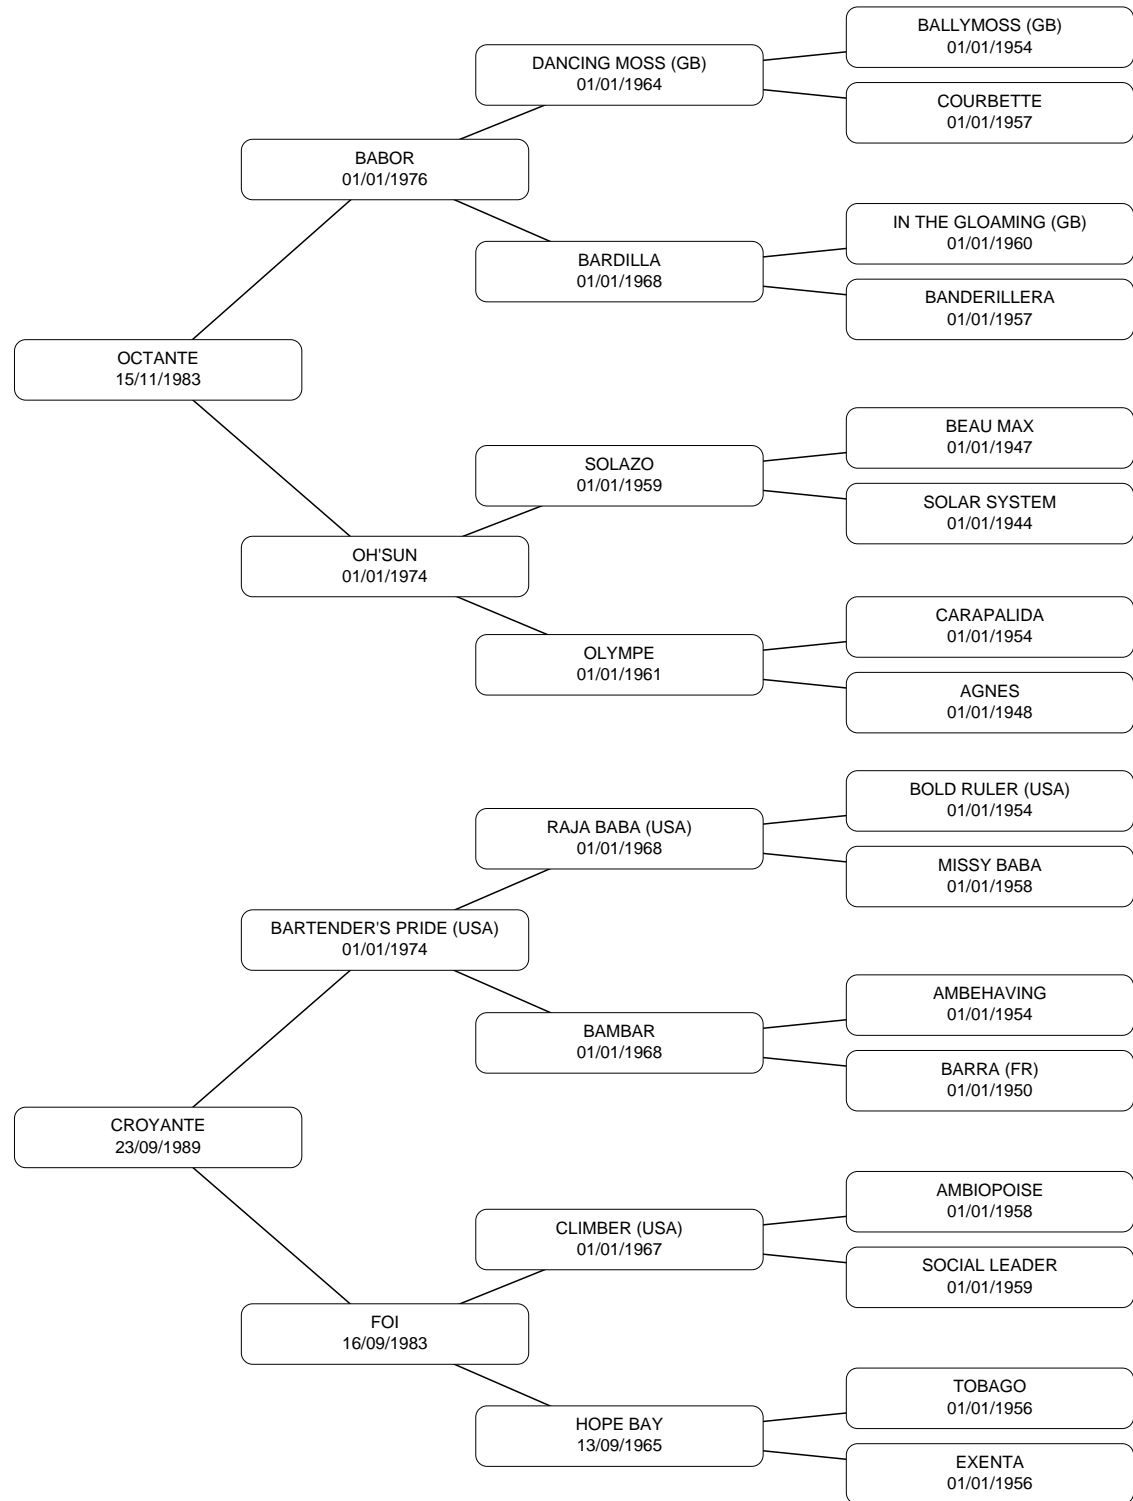 BALLYMOSS (GB)
01/01/1954
DANCING MOSS (GB)
01/01/1964
COURBETTE
01/01/1957
BABOR
01/01/1976
IN THE GLOAMING (GB)
01/01/1960
BARDILLA
01/01/1968
BANDERILLERA
01/01/1957
OCTANTE
15/11/1983
BEAU MAX
01/01/1947
SOLAZO
01/01/1959
SOLAR SYSTEM
01/01/1944
OH'SUN
01/01/1974
CARAPALIDA
01/01/1954
OLYMPE
01/01/1961
AGNES
01/01/1948
BOLD RULER (USA)
01/01/1954
RAJA BABA (USA)
01/01/1968
MISSY BABA
01/01/1958
BARTENDER'S PRIDE (USA)
01/01/1974
AMBEHAVING
01/01/1954
BAMBAR
01/01/1968
BARRA (FR)
01/01/1950
CROYANTE
23/09/1989
AMBIOPOISE
01/01/1958
CLIMBER (USA)
01/01/1967
SOCIAL LEADER
01/01/1959
FOI
16/09/1983
TOBAGO
01/01/1956
HOPE BAY
13/09/1965
EXENTA
01/01/1956